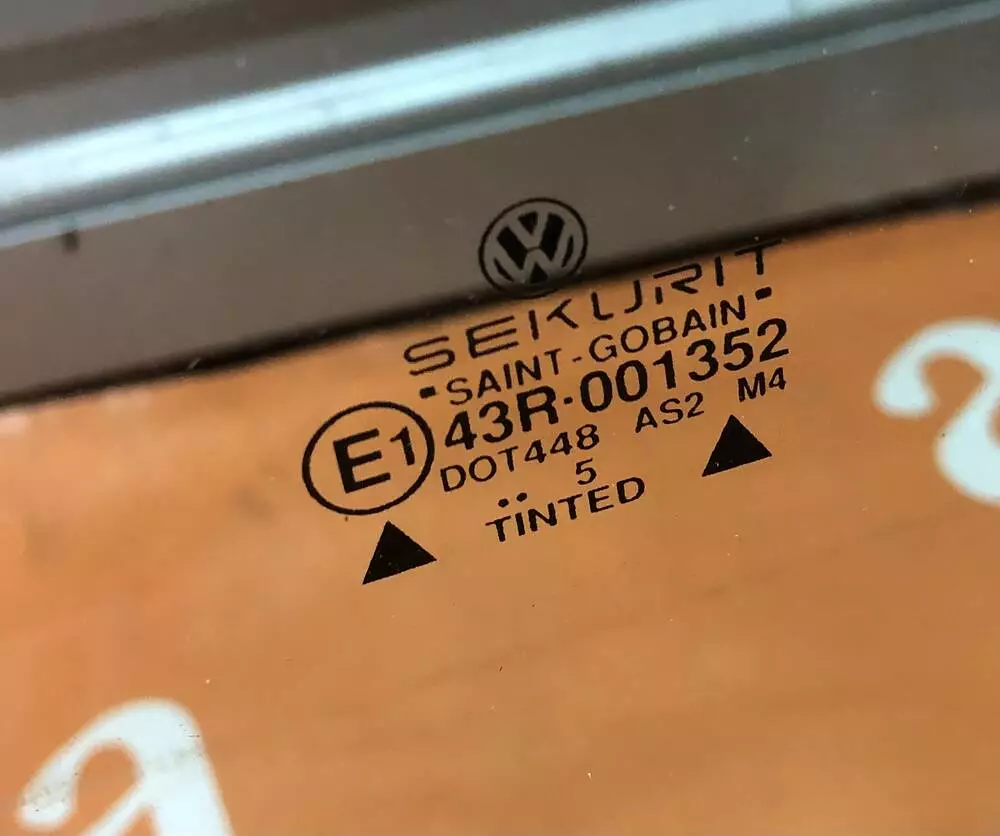 SEKURIT
SAINT-GOBAIN
E1 43R-001352
DOT448 AS2 M4
.. 5
TINTED